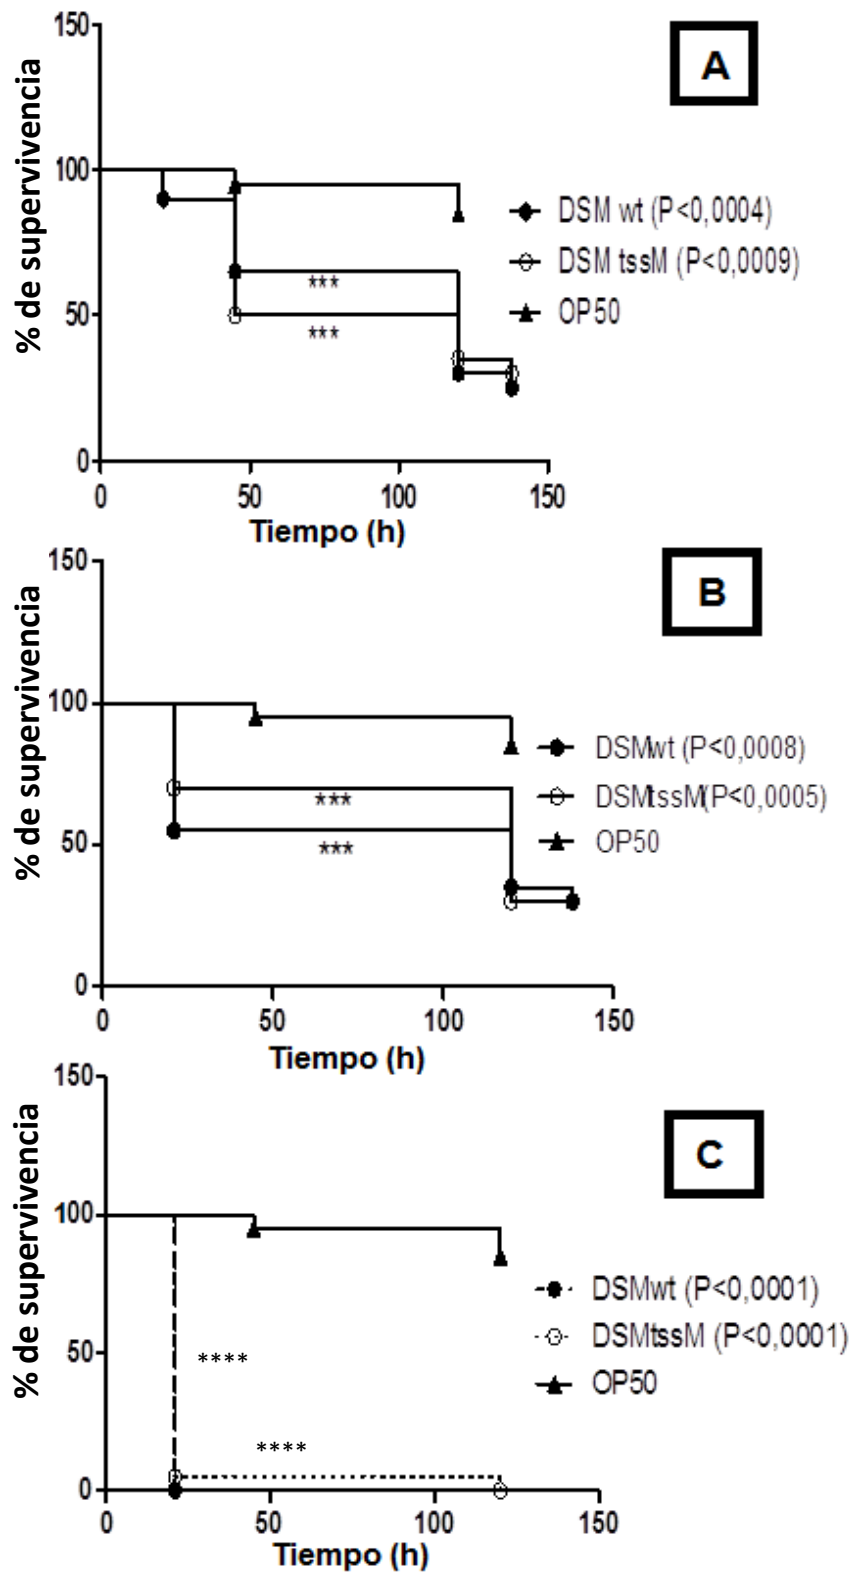 150
A
% de supervivencia
100
DSM wt (P<0,0004)
***
DSM tssM (P<0,0009)
50
***
OP50
0
0 50 100 150
Tiempo (h)
150
B
% de supervivencia
100
DSMwt (P<0,0008)
***
DSMtssM(P<0,0005)
50
***
OP50
0
0 50 100 150
Tiempo (h)
150
C
% de supervivencia
100
DSMwt (P<0,0001)
DSMtssM (P<0,0001)
50
****
OP50
****
0
0 50 100 150
Tiempo (h)